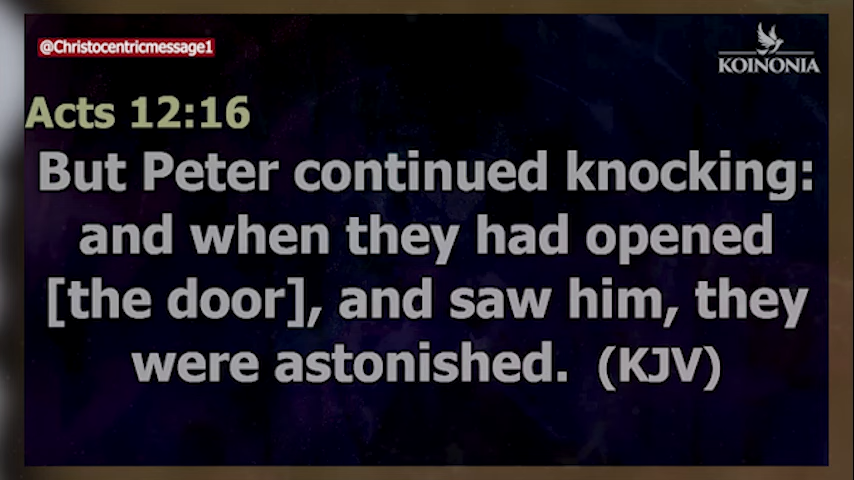 @Christocentricmessage1
KOINONIA
Acts 12:16
But Peter continued knocking:
and when they had opened
[the door], and saw him, they
were astonished. (KJV)